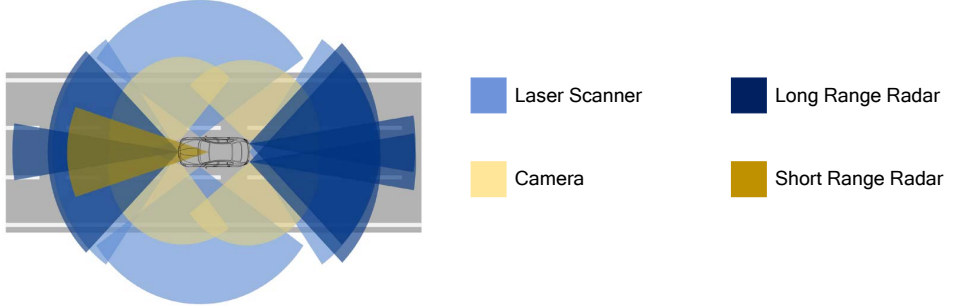 Laser Scanner
Long Range Radar
Camera
Short Range Radar